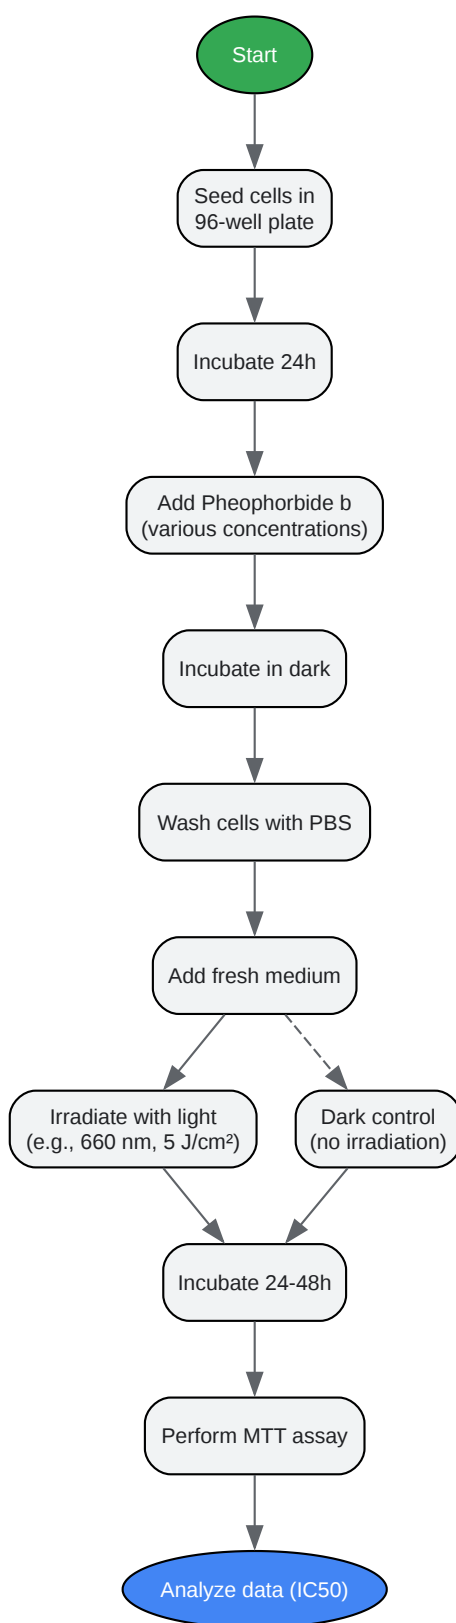 Start
Seed cells in
96-well plate
Incubate 24h
Add Pheophorbide b
(various concentrations)
Incubate in dark
Wash cells with PBS
Add fresh medium
Irradiate with light
(e.g., 660 nm, 5 J/cm²)
Dark control
(no irradiation)
Incubate 24-48h
Perform MTT assay
Analyze data (IC50)